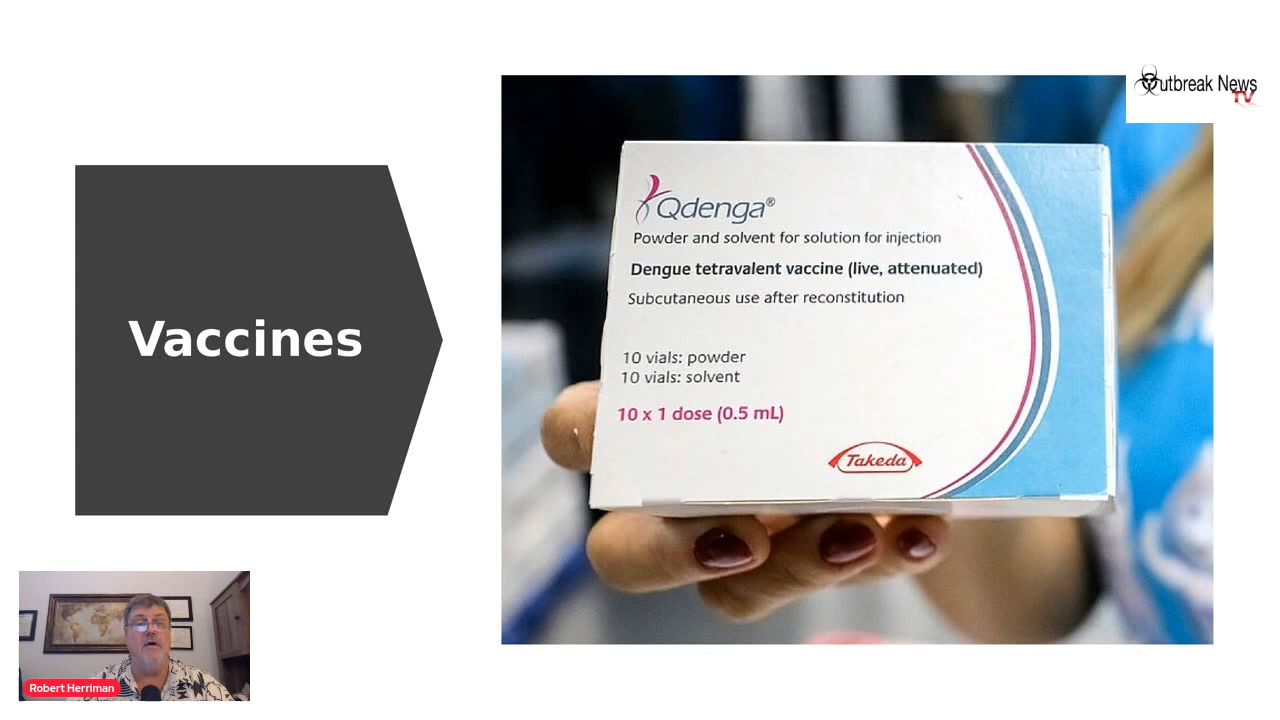 Outbreak News
TV
Vaccines
Qdenga®
Powder and solvent for solution for injection
Dengue tetravalent vaccine (live, attenuated)
Subcutaneous use after reconstitution
10 vials: powder
10 vials: solvent
10 x 1 dose (0.5 mL)
Takeda
Robert Herriman